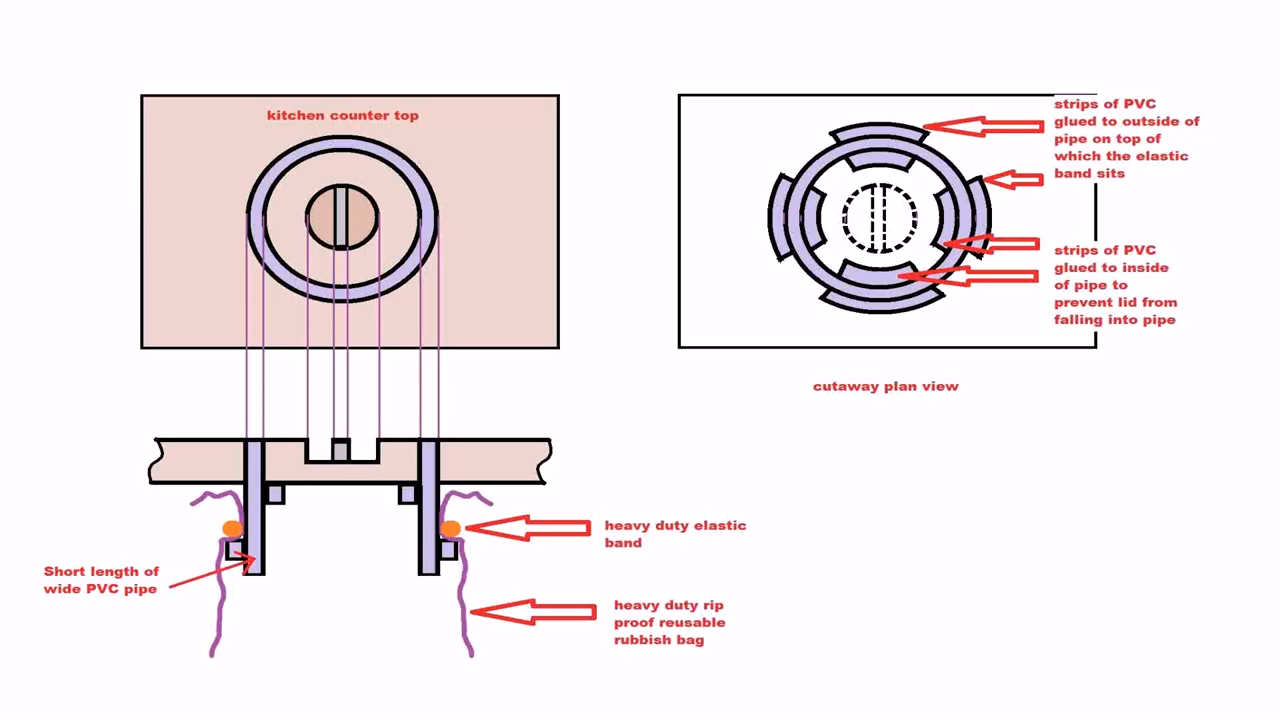 kitchen counter top
strips of PVC
glued to outside of
pipe on top of
which the elastic
band sits
strips of PVC
glued to inside
of pipe to
prevent lid from
falling into pipe
cutaway plan view
heavy duty elastic
band
Short length of
wide PVC pipe
heavy duty rip
proof reusable
rubbish bag